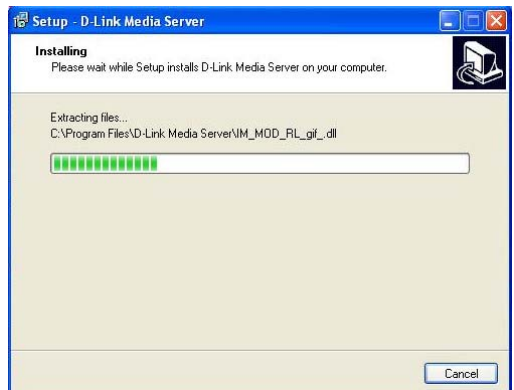 Setup - D-Link Media Server
Installing
Please wait while Setup installs D-Link Media Server on your computer.
Extracting files...
C:\Program Files\D-Link Media Server\IM_MOD_RL_gif_.dll
Cancel